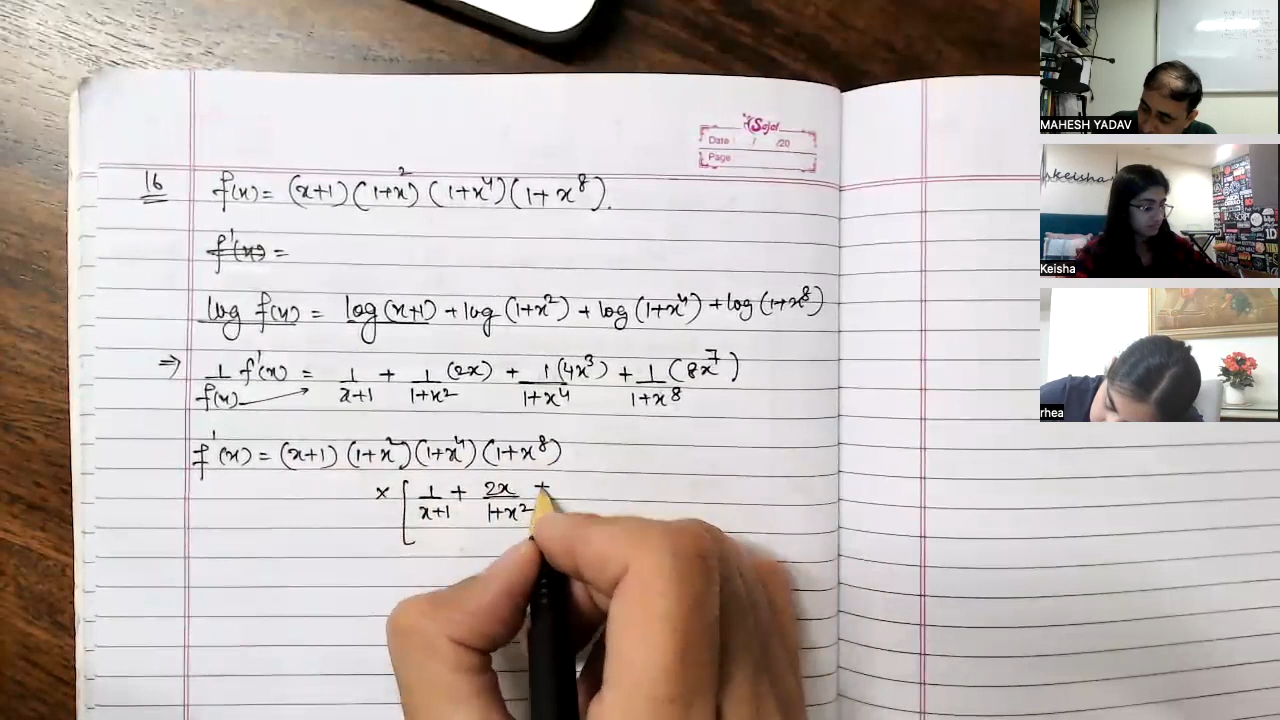 Sajal
Date / /20
Page
16 f(x) = (x+1) (1+x²) (1+x⁴) (1+x⁸).
f'(x) =
log f(x) = log (x+1) + log (1+x²) + log (1+x⁴) + log (1+x⁸)
⇒ 1/f(x) f'(x) = 1/(x+1) + 1/(1+x²) (2x) + 1/(1+x⁴) (4x³) + 1/(1+x⁸) (8x⁷)
f'(x) = (x+1) (1+x²) (1+x⁴) (1+x⁸)
× [ 1/(x+1) + 2x/(1+x²) +
MAHESH YADAV
keisha
Keisha
rhea